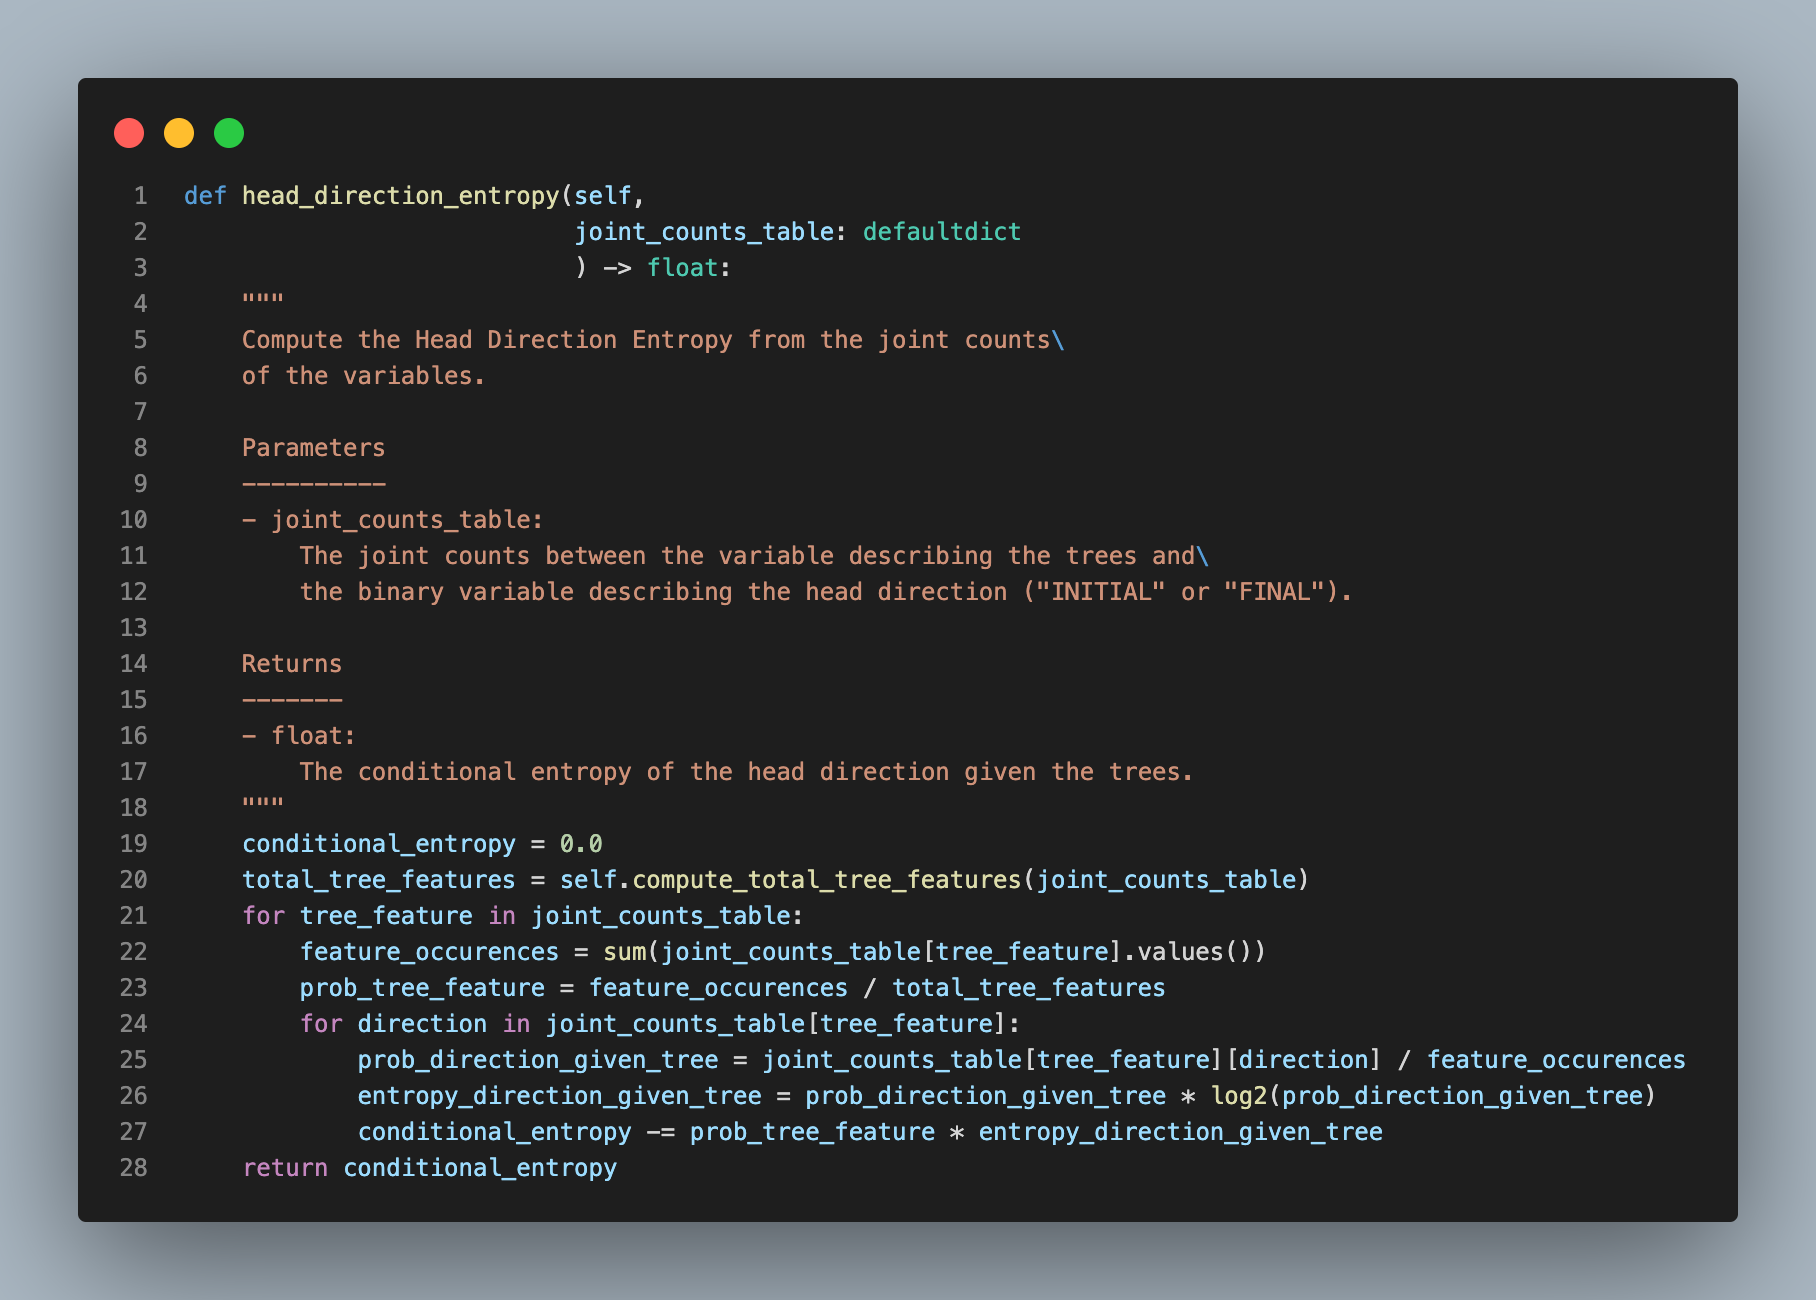 1 def head_direction_entropy(self,
2                            joint_counts_table: defaultdict
3                            ) -> float:
4     """
5     Compute the Head Direction Entropy from the joint counts\
6     of the variables.
7
8     Parameters
9     ----------
10     - joint_counts_table:
11         The joint counts between the variable describing the trees and\
12         the binary variable describing the head direction ("INITIAL" or "FINAL").
13
14     Returns
15     -------
16     - float:
17         The conditional entropy of the head direction given the trees.
18     """
19     conditional_entropy = 0.0
20     total_tree_features = self.compute_total_tree_features(joint_counts_table)
21     for tree_feature in joint_counts_table:
22         feature_occurences = sum(joint_counts_table[tree_feature].values())
23         prob_tree_feature = feature_occurences / total_tree_features
24         for direction in joint_counts_table[tree_feature]:
25             prob_direction_given_tree = joint_counts_table[tree_feature][direction] / feature_occurences
26             entropy_direction_given_tree = prob_direction_given_tree * log2(prob_direction_given_tree)
27             conditional_entropy -= prob_tree_feature * entropy_direction_given_tree
28     return conditional_entropy